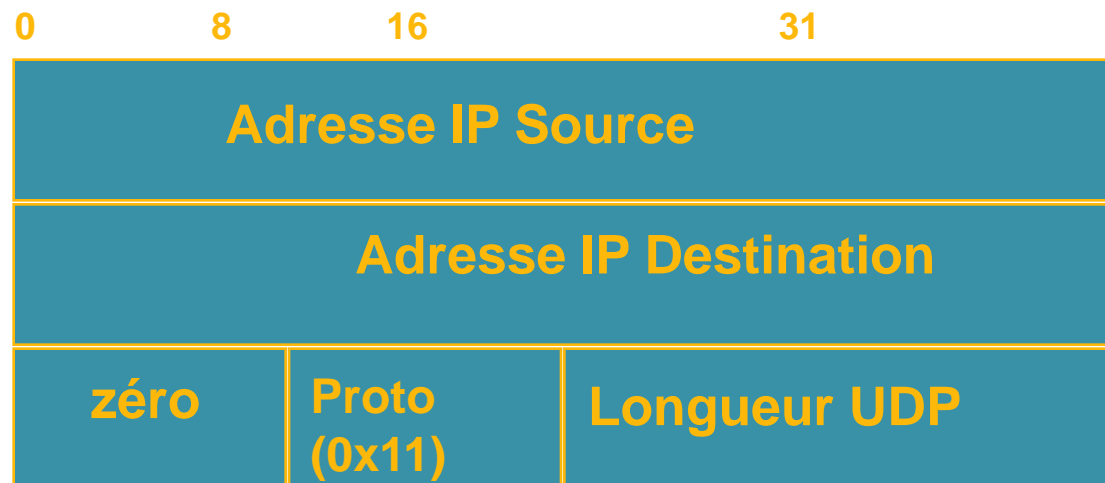 0 8 16 31
Adresse IP Source
Adresse IP Destination
zéro Proto Longueur UDP
(0x11)